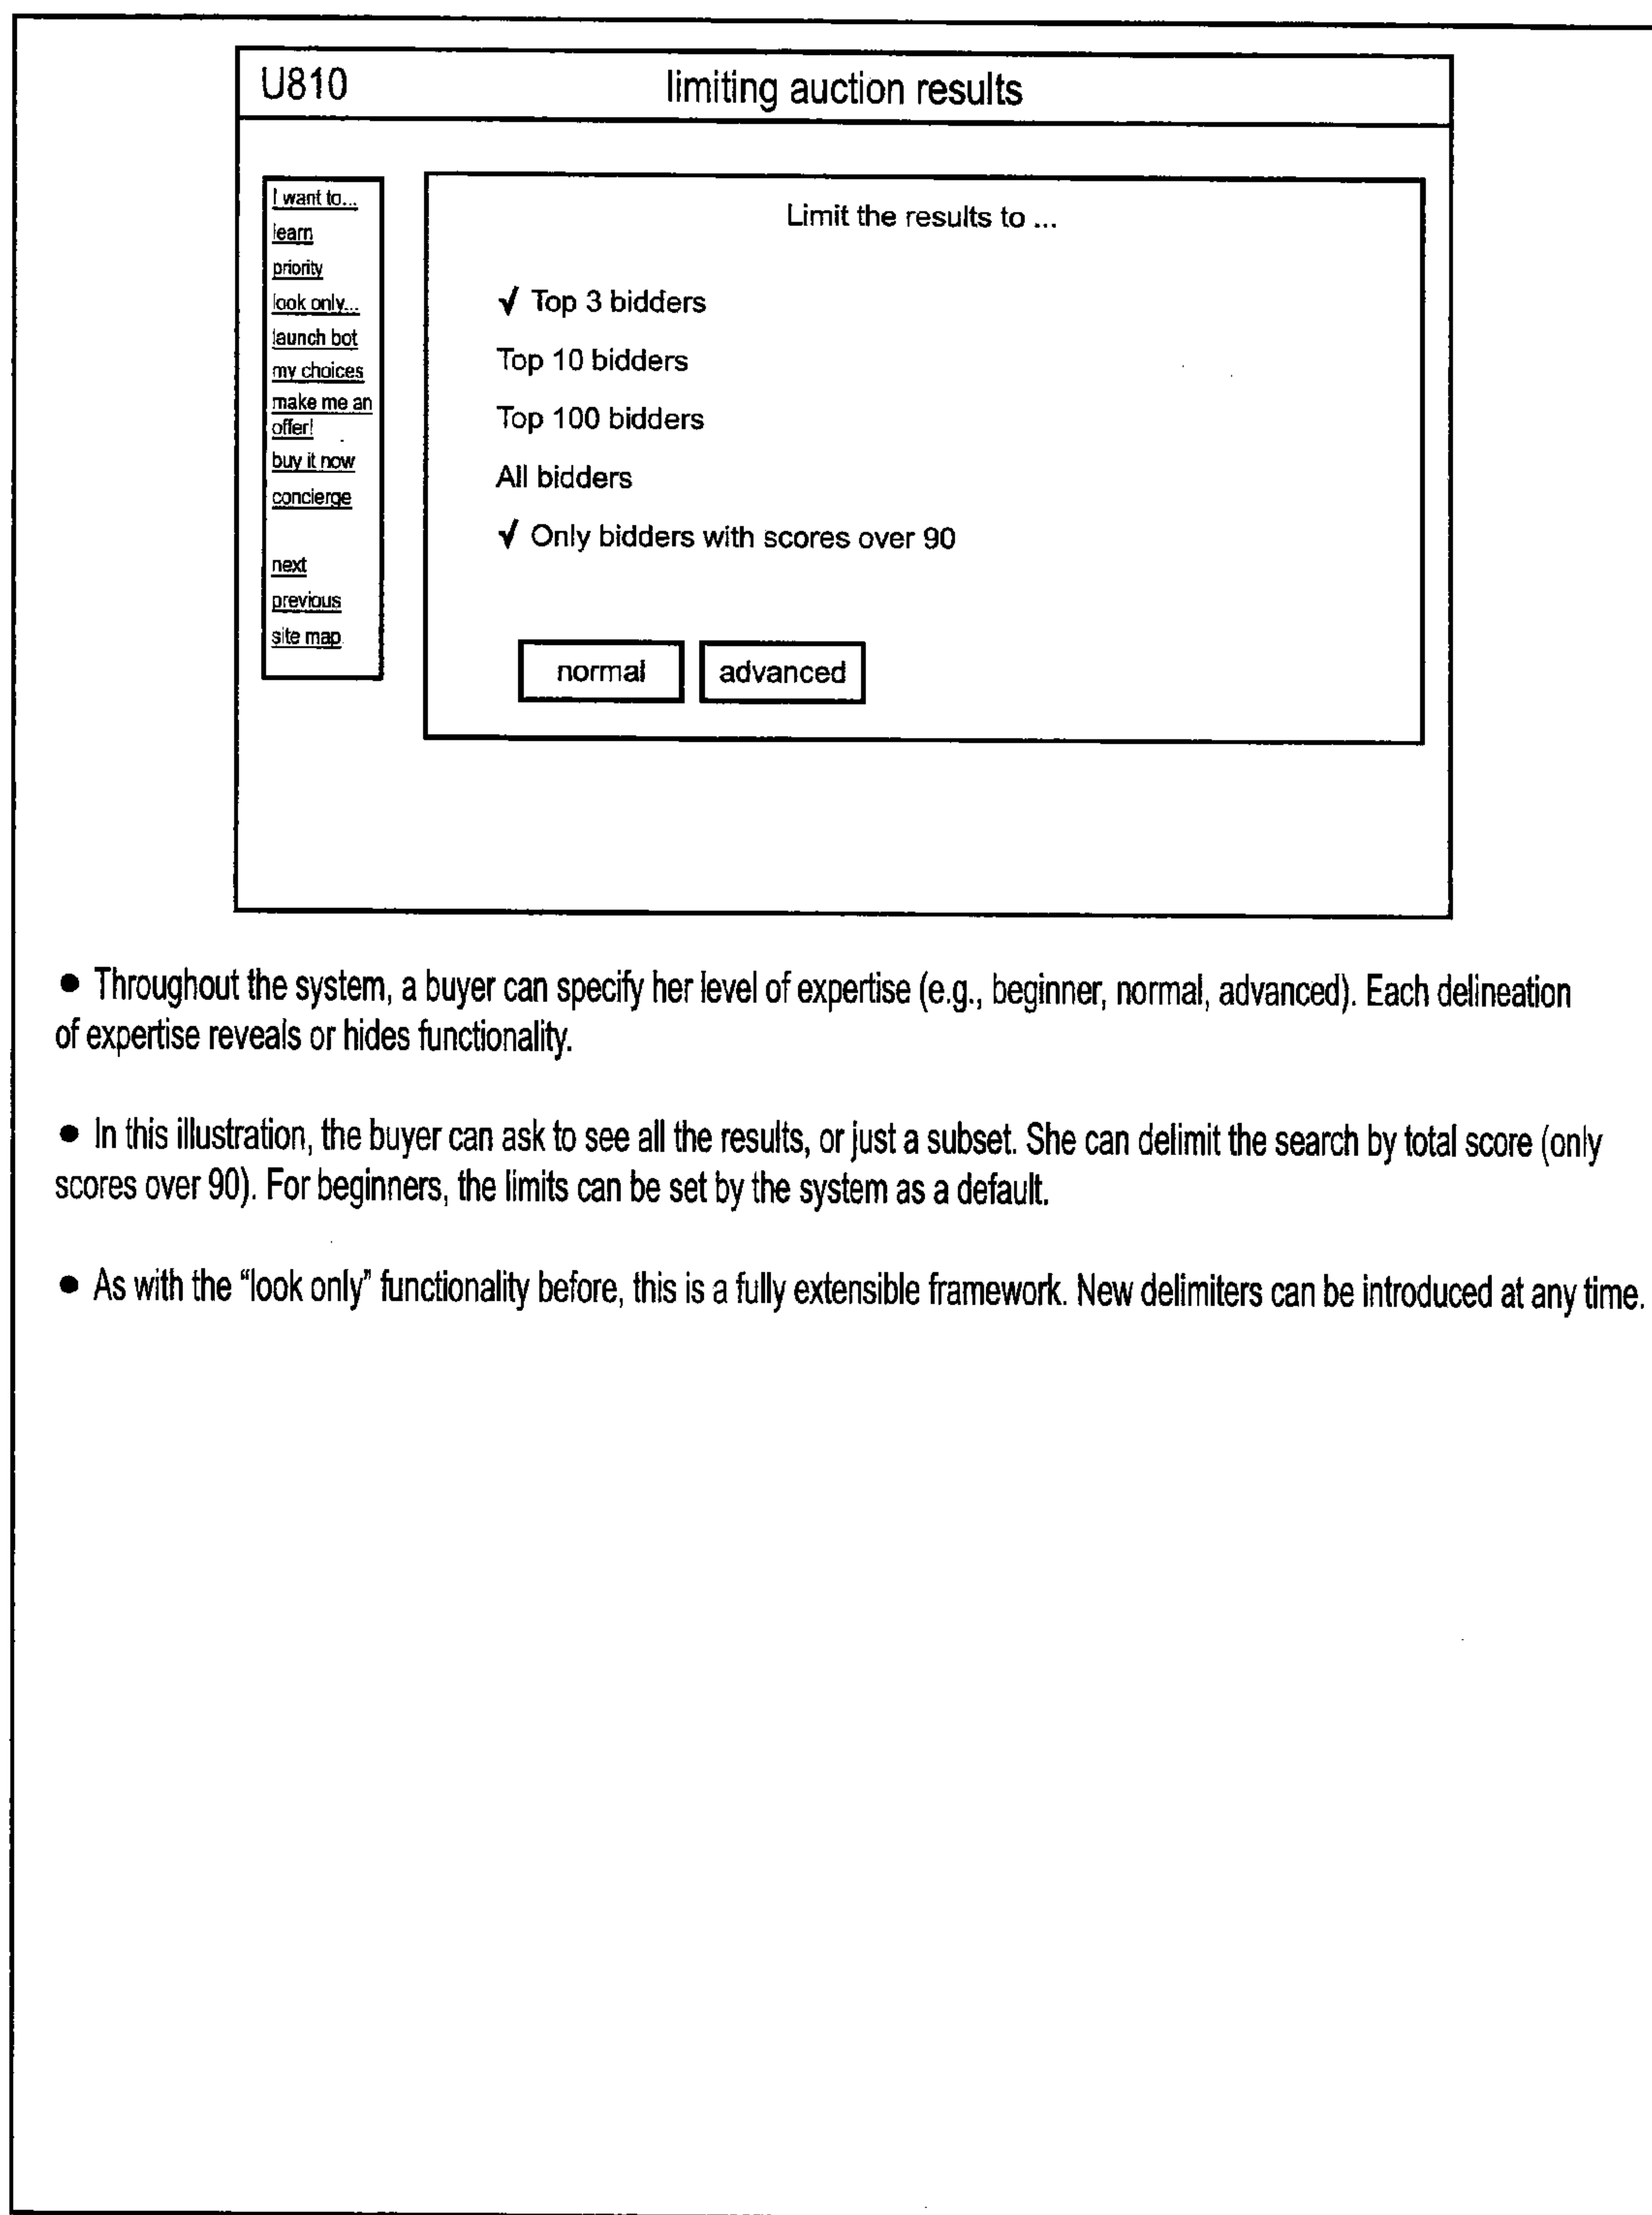 U810
limiting auction results
I want to...
learn
priority
look only...
launch bot
my choices
make me an
offer!
buy it now
concierge
next
previous
site map
Limit the results to ...
√ Top 3 bidders
Top 10 bidders
Top 100 bidders
All bidders
√ Only bidders with scores over 90
normal
advanced
● Throughout the system, a buyer can specify her level of expertise (e.g., beginner, normal, advanced). Each delineation
of expertise reveals or hides functionality.
● In this illustration, the buyer can ask to see all the results, or just a subset. She can delimit the search by total score (only
scores over 90). For beginners, the limits can be set by the system as a default.
● As with the “look only” functionality before, this is a fully extensible framework. New delimiters can be introduced at any time.